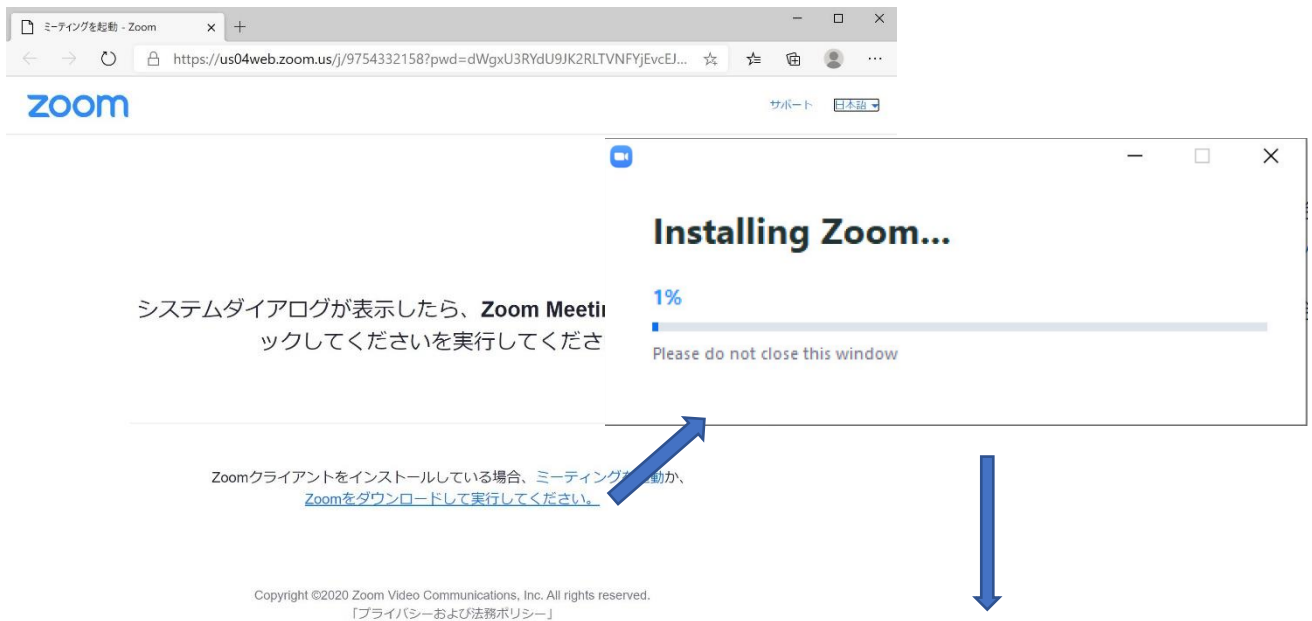 ミーティングを起動 - Zoom
https://us04web.zoom.us/j/9754332158?pwd=dWgxU3RYdU9JK2RLTVNFYjEvcEJ...
zoom
サポート 日本語
Installing Zoom...
1%
Please do not close this window
システムダイアログが表示したら、Zoom Meetin
ックしてくださいを実行してくださ
Zoomクライアントをインストールしている場合、ミーティングを 動か、
Zoomをダウンロードして実行してください。
Copyright ©2020 Zoom Video Communications, Inc. All rights reserved.
「プライバシーおよび法務ポリシー」